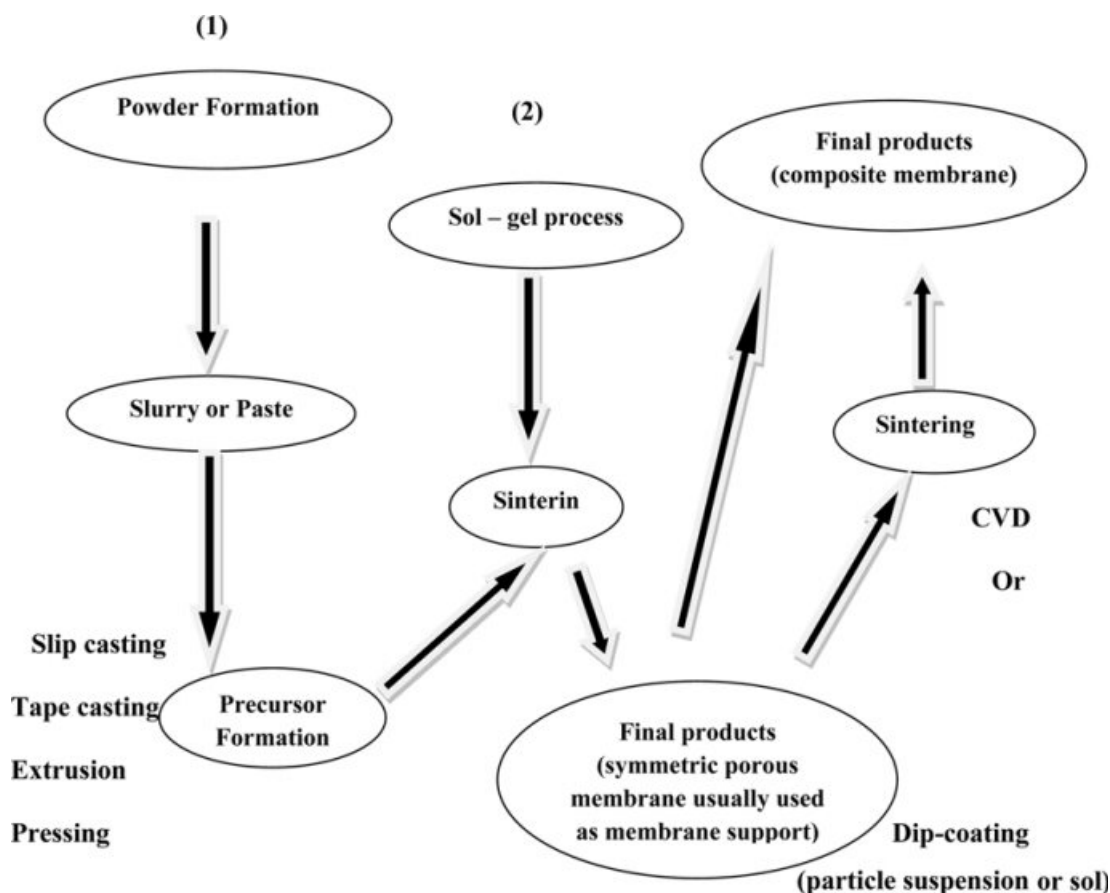 (1)
Powder Formation
(2)
Final products
(composite membrane)
Sol – gel process
Slurry or Paste
Sintering
Sinterin
CVD
Or
Slip casting
Tape casting
Precursor
Formation
Extrusion
Pressing
Final products
(symmetric porous
membrane usually used
as membrane support)
Dip-coating
(particle suspension or sol)